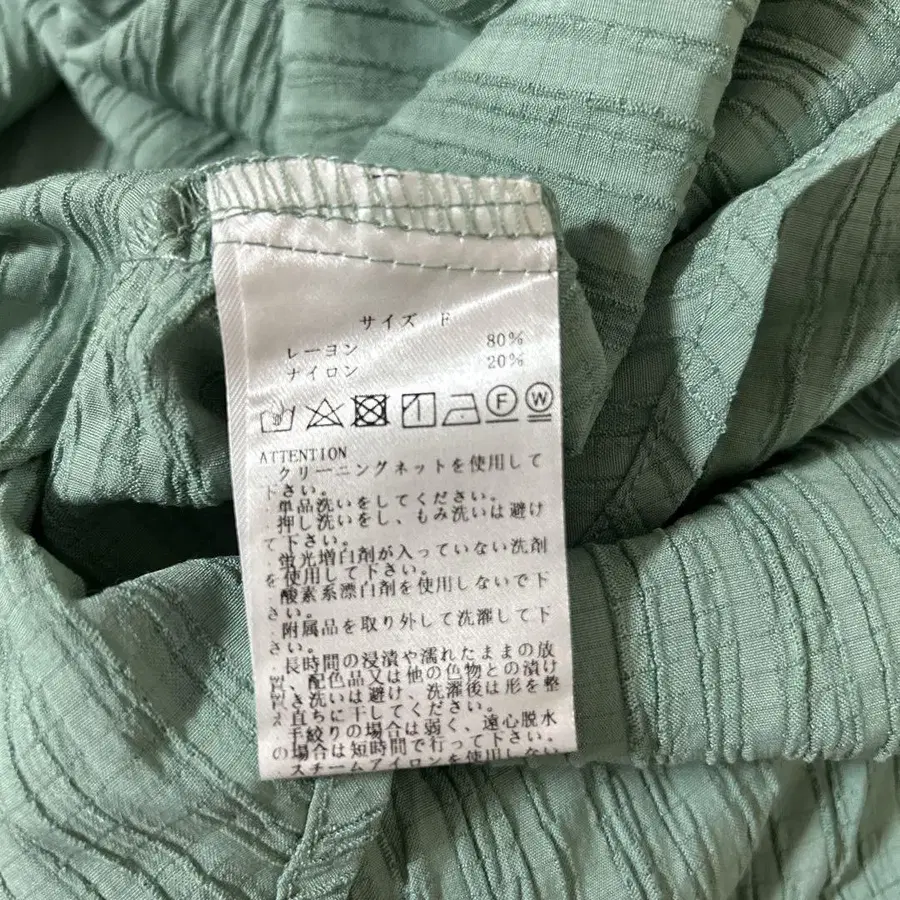 サイズ F
レーヨン 80%
ナイロン 20%
F W
ATTENTION
・クリーニングネットを使用して
下さい。
・単品洗いをしてください。
・押し洗いをし、もみ洗いは避け
て下さい。
・蛍光増白剤が入っていない洗剤
を使用して下さい。
・酸素系漂白剤を使用しないで下
さい。
・附属品を取り外して洗濯して下
さい。
・長時間の浸漬や濡れたままの放
置、配色品又は他の色物との漬け
置き洗いは避け、洗濯後は形を整
え直ちに干してください。
・手絞りの場合は弱く、遠心脱水
の場合は短時間で行って下さい。
・スチームアイロンを使用しない